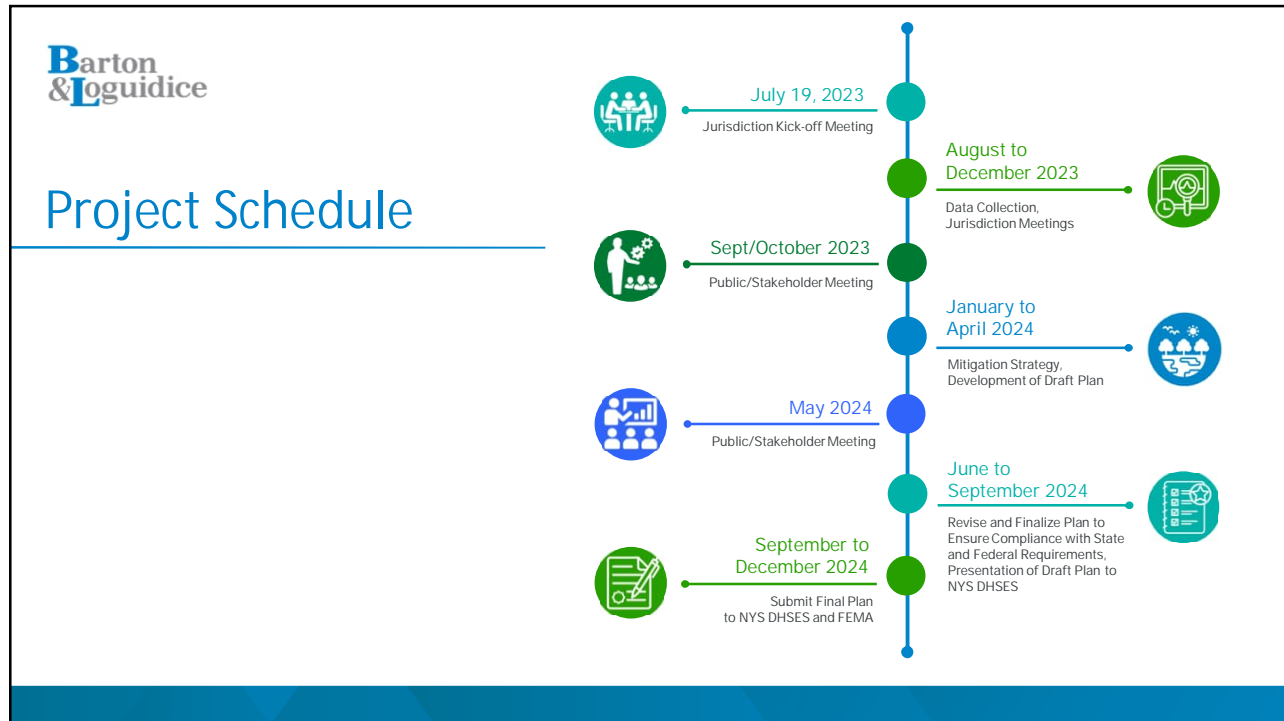 Barton
&Loguidice
Project Schedule
July 19, 2023
Jurisdiction Kick-off Meeting
August to
December 2023
Data Collection,
Jurisdiction Meetings
Sept/October 2023
Public/Stakeholder Meeting
January to
April 2024
Mitigation Strategy,
Development of Draft Plan
May 2024
Public/Stakeholder Meeting
June to
September 2024
Revise and Finalize Plan to
Ensure Compliance with State
and Federal Requirements,
Presentation of Draft Plan to
NYS DHSES
September to
December 2024
Submit Final Plan
to NYS DHSES and FEMA